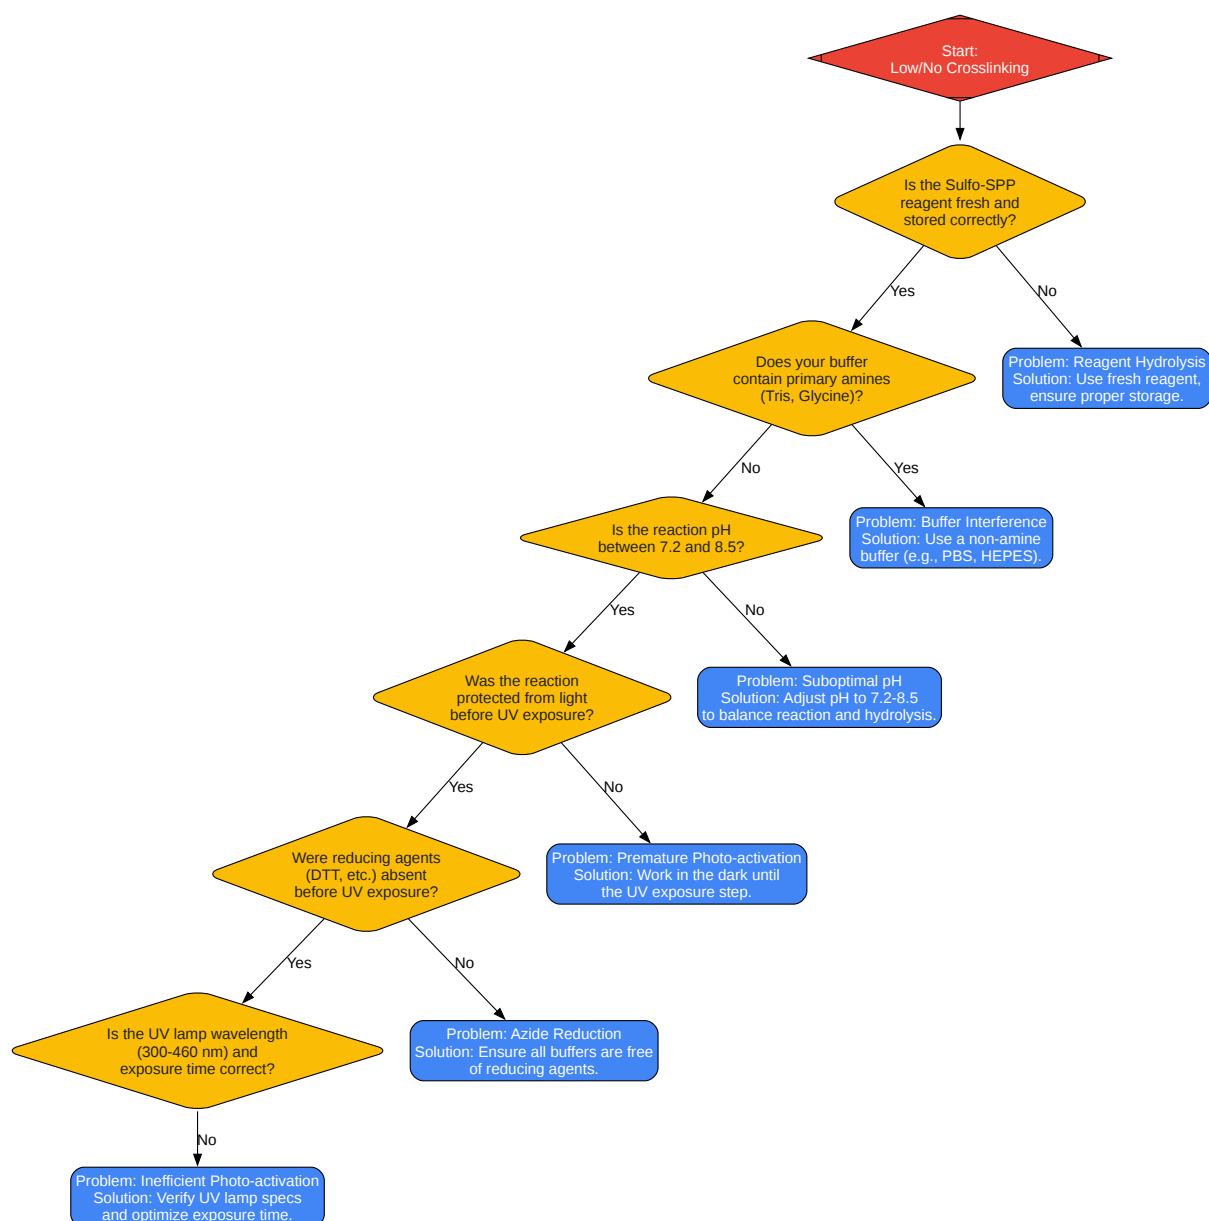 Start:
Low/No Crosslinking
Is the Sulfo-SPP
reagent fresh and
stored correctly?
Yes
No
Does your buffer
contain primary amines
(Tris, Glycine)?
Problem: Reagent Hydrolysis
Solution: Use fresh reagent,
ensure proper storage.
No
Yes
Is the reaction pH
between 7.2 and 8.5?
Problem: Buffer Interference
Solution: Use a non-amine
buffer (e.g., PBS, HEPES).
Yes
No
Was the reaction
protected from light
before UV exposure?
Problem: Suboptimal pH
Solution: Adjust pH to 7.2-8.5
to balance reaction and hydrolysis.
Yes
No
Were reducing agents
(DTT, etc.) absent
before UV exposure?
Problem: Premature Photo-activation
Solution: Work in the dark until
the UV exposure step.
Yes
No
Is the UV lamp wavelength
(300-460 nm) and
exposure time correct?
Problem: Azide Reduction
Solution: Ensure all buffers are free
of reducing agents.
No
Problem: Inefficient Photo-activation
Solution: Verify UV lamp specs
and optimize exposure time.